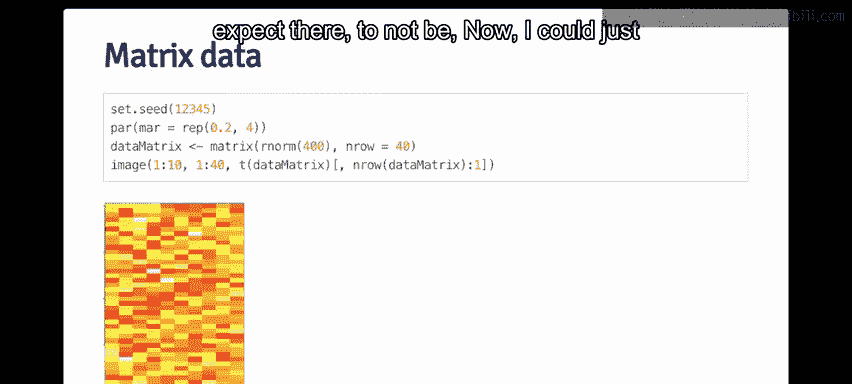 expect there, to not be, Now, I could just
Matrix data
set.seed(12345)
par(mar = rep(0.2, 4))
dataMatrix <- matrix(rnorm(400), nrow = 40)
image(1:10, 1:40, t(dataMatrix)[, nrow(dataMatrix):1])